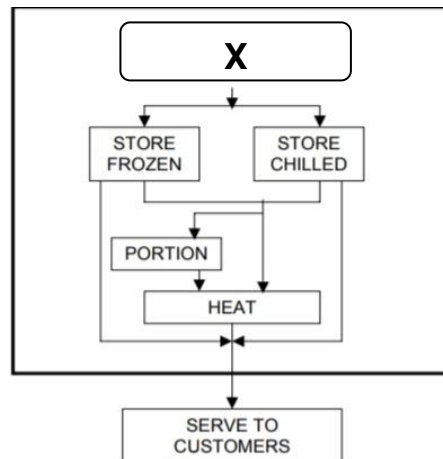 X
STORE
FROZEN
STORE
CHILLED
PORTION
HEAT
SERVE TO
CUSTOMERS